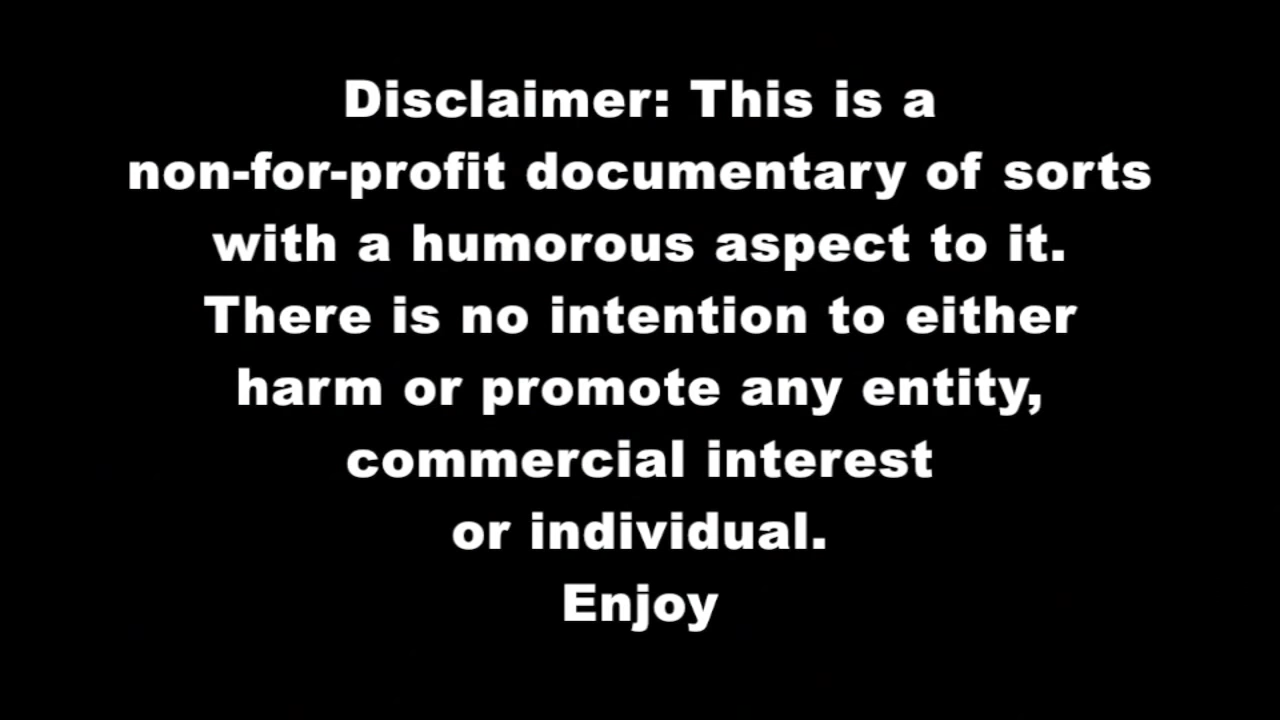 Disclaimer: This is a
non-for-profit documentary of sorts
with a humorous aspect to it.
There is no intention to either
harm or promote any entity,
commercial interest
or individual.
Enjoy